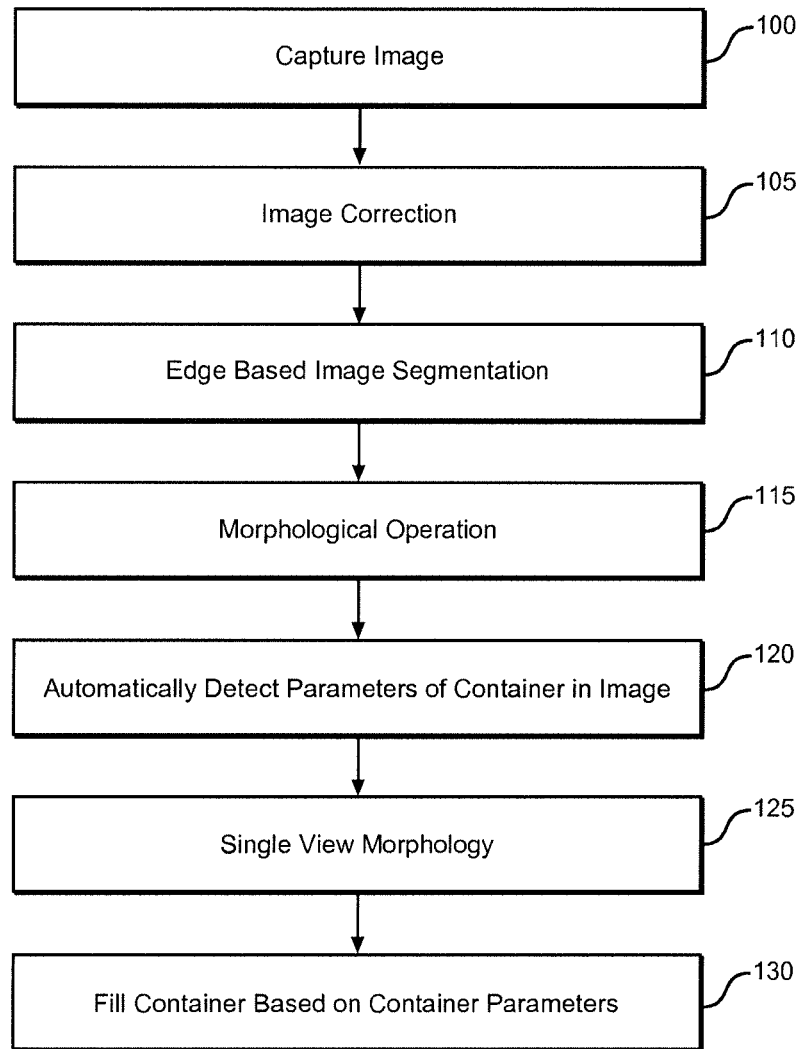 Capture Image
100
Image Correction
105
Edge Based Image Segmentation
110
Morphological Operation
115
Automatically Detect Parameters of Container in Image
120
Single View Morphology
125
Fill Container Based on Container Parameters
130